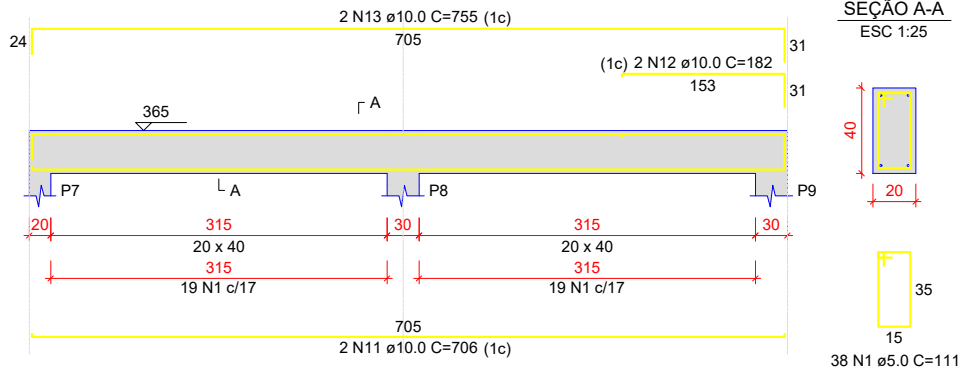 2 N13 ø10.0 C=755 (1c)
24
705
31
(1c) 2 N12 ø10.0 C=182
153
31
365
A
A
P7
P8
P9
20
315
30
315
30
20 x 40
20 x 40
315
315
19 N1 c/17
19 N1 c/17
705
2 N11 ø10.0 C=706 (1c)
SEÇÃO A-A
ESC 1:25
40
20
35
15
38 N1 ø5.0 C=111